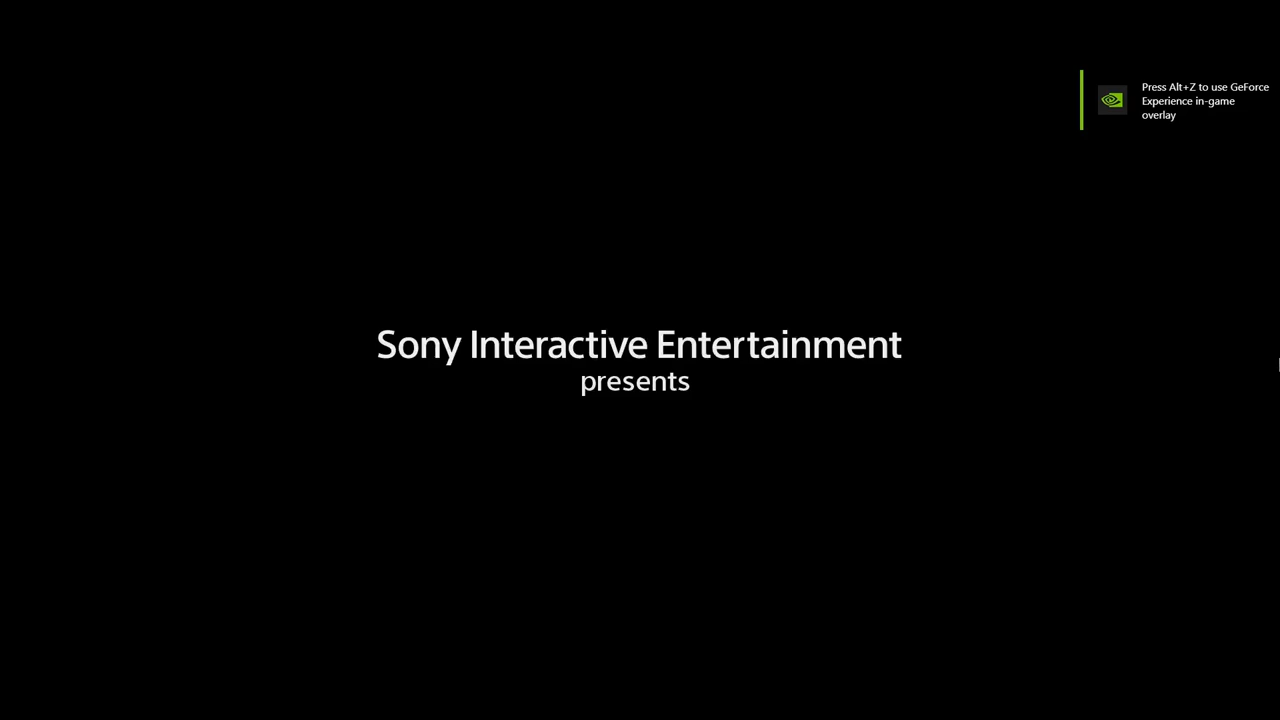 Press Alt+Z to use GeForce
Experience in-game
overlay
Sony Interactive Entertainment
presents